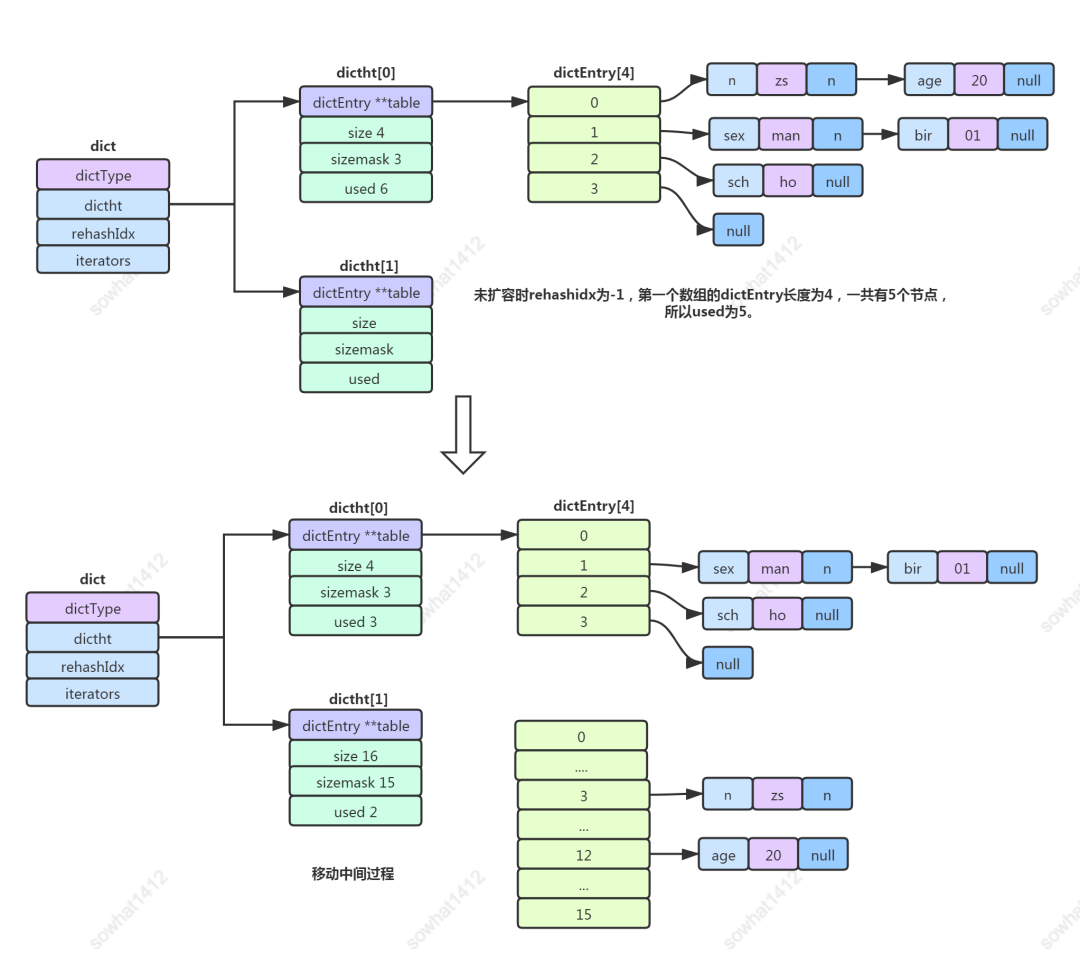 dictht[0]
dictEntry[4]
dictEntry **table
0
n zs n
age 20 null
size 4
1
sex man n
bir 01 null
dict
sizemask 3
2
dictType
used 6
3
sch ho null
dictht
null
rehashIdx
iterators
dictht[1]
dictEntry **table
size
sizemask
used
未扩容时rehashidx为-1，第一个数组的dictEntry长度为4，一共有5个节点，
所以used为5。
dictht[0]
dictEntry[4]
dictEntry **table
0
size 4
1
sex man n
bir 01 null
dict
sizemask 3
2
dictType
used 3
3
sch ho null
dictht
null
rehashIdx
iterators
dictht[1]
dictEntry **table
0
size 16
....
sizemask 15
3
n zs n
used 2
...
12
age 20 null
移动中间过程
...
15
sowhat1412
sowhat1412
sowhat1412
sowhat1412